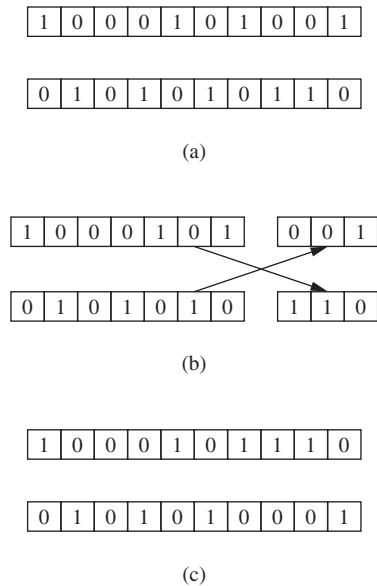 1 0 0 0 1 0 1 0 0 1
0 1 0 1 0 1 0 1 1 0
(a)
1 0 0 0 1 0 1 0 0 1
0 1 0 1 0 1 0 1 1 0
(b)
1 0 0 0 1 0 1 1 1 0
0 1 0 1 0 1 0 0 0 1
(c)